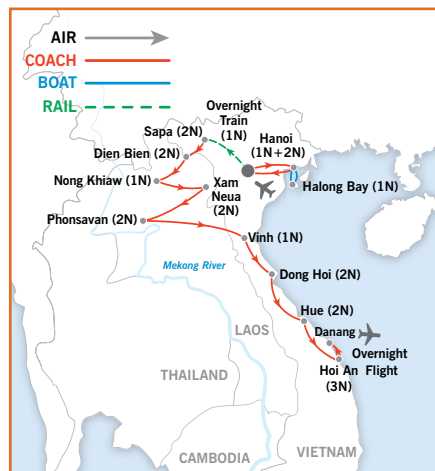 AIR
COACH
BOAT
RAIL
Overnight
Train
(1N)
Sapa (2N)
Hanoi
(1N+2N)
Dien Bien (2N)
Nong Khiaw (1N)
Xam
Neua
(2N)
Halong Bay (1N)
Phonsavan (2N)
Vinh (1N)
Mekong River
Dong Hoi (2N)
Hue (2N)
LAOS
Danang
Overnight
Flight
Hoi An
(3N)
THAILAND
CAMBODIA
VIETNAM